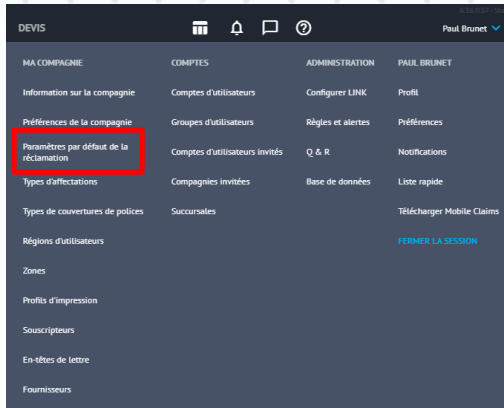 DEVIS
Paul Brunet
MA COMPAGNIE
Information sur la compagnie
Préférences de la compagnie
Paramètres par défaut de la
réclamation
Types d'affectations
Types de couvertures de polices
Régions d'utilisateurs
Zones
Profils d'impression
Souscripteurs
En-têtes de lettre
Fournisseurs
COMPTES
Comptes d'utilisateurs
Groupes d'utilisateurs
Comptes d'utilisateurs invités
Compagnies invitées
Succursales
ADMINISTRATION
Configurer LINK
Règles et alertes
Q & R
Base de données
PAUL BRUNET
Profil
Préférences
Notifications
Liste rapide
Télécharger Mobile Claims
FERMER LA SESSION